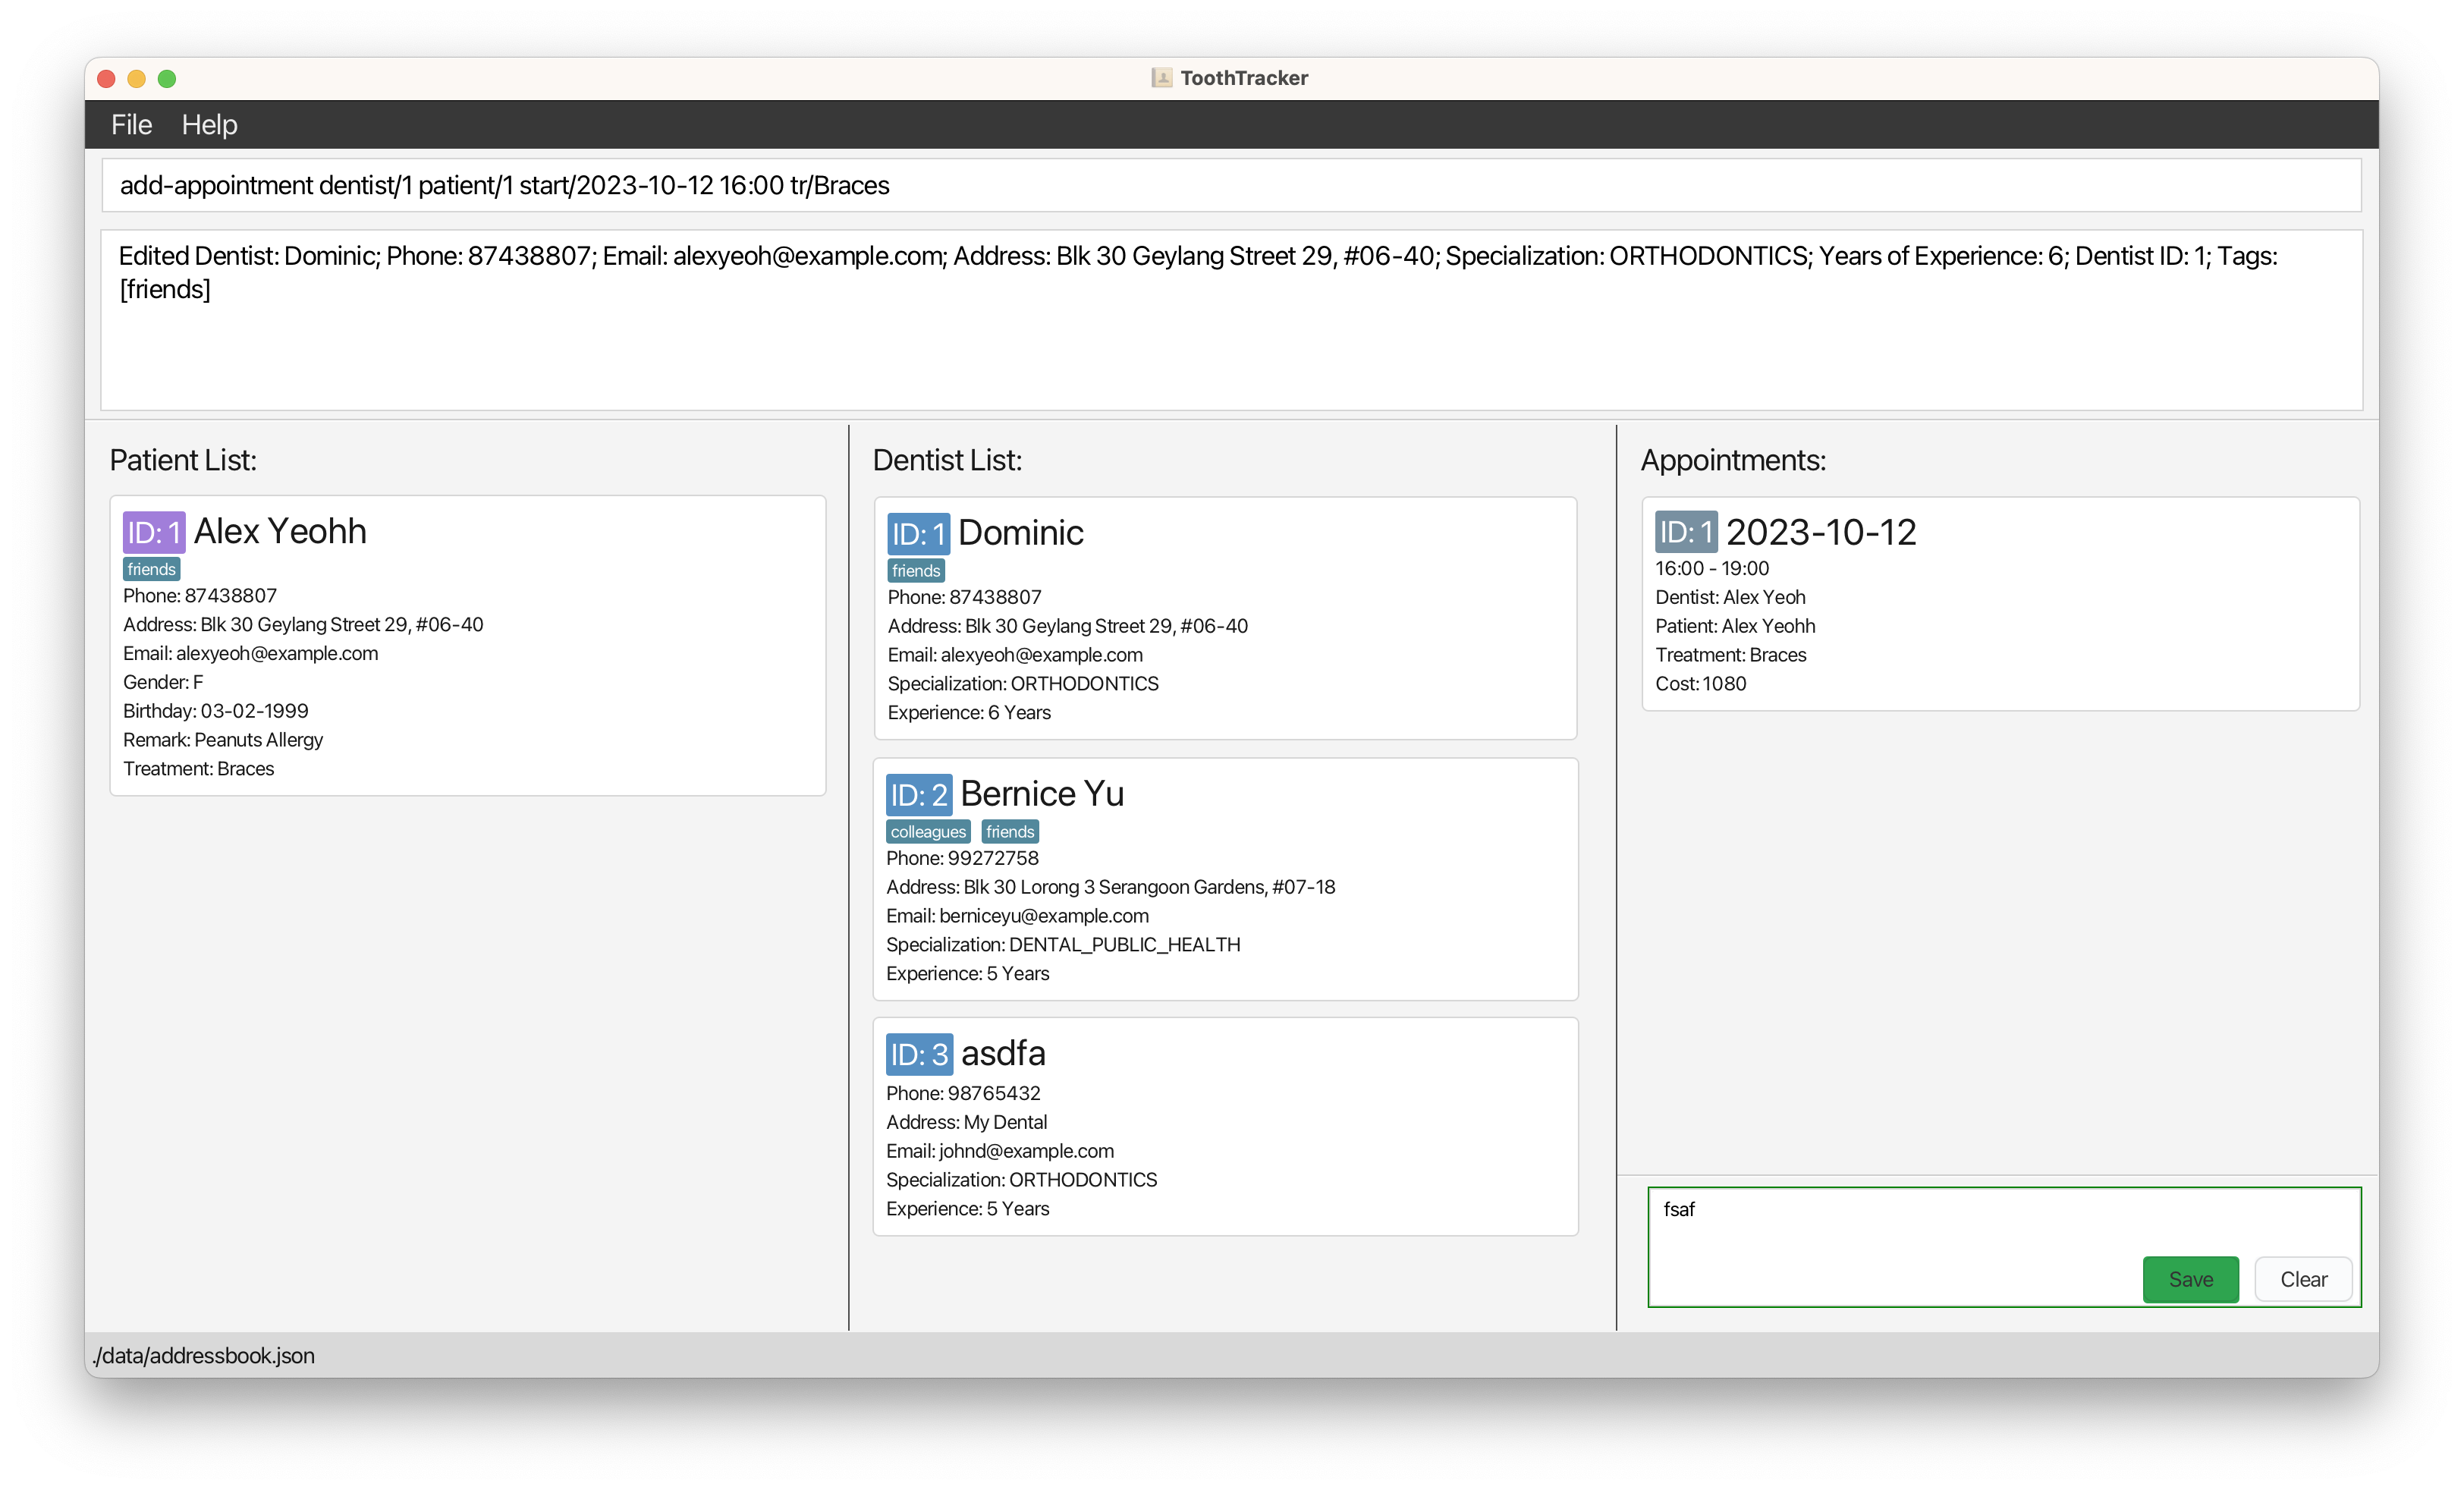 ToothTracker
File Help
add-appointment dentist/1 patient/1 start/2023-10-12 16:00 tr/Braces
Edited Dentist: Dominic; Phone: 87438807; Email: alexyeoh@example.com; Address: Blk 30 Geylang Street 29, #06-40; Specialization: ORTHODONTICS; Years of Experience: 6; Dentist ID: 1; Tags:
[friends]
Patient List:
ID: 1 Alex Yeohh
friends
Phone: 87438807
Address: Blk 30 Geylang Street 29, #06-40
Email: alexyeoh@example.com
Gender: F
Birthday: 03-02-1999
Remark: Peanuts Allergy
Treatment: Braces
Dentist List:
ID: 1 Dominic
friends
Phone: 87438807
Address: Blk 30 Geylang Street 29, #06-40
Email: alexyeoh@example.com
Specialization: ORTHODONTICS
Experience: 6 Years
ID: 2 Bernice Yu
colleagues friends
Phone: 99272758
Address: Blk 30 Lorong 3 Serangoon Gardens, #07-18
Email: berniceyu@example.com
Specialization: DENTAL_PUBLIC_HEALTH
Experience: 5 Years
ID: 3 asdfa
Phone: 98765432
Address: My Dental
Email: johnd@example.com
Specialization: ORTHODONTICS
Experience: 5 Years
Appointments:
ID: 1 2023-10-12
16:00 - 19:00
Dentist: Alex Yeoh
Patient: Alex Yeohh
Treatment: Braces
Cost: 1080
fsaf
Save Clear
./data/addressbook.json